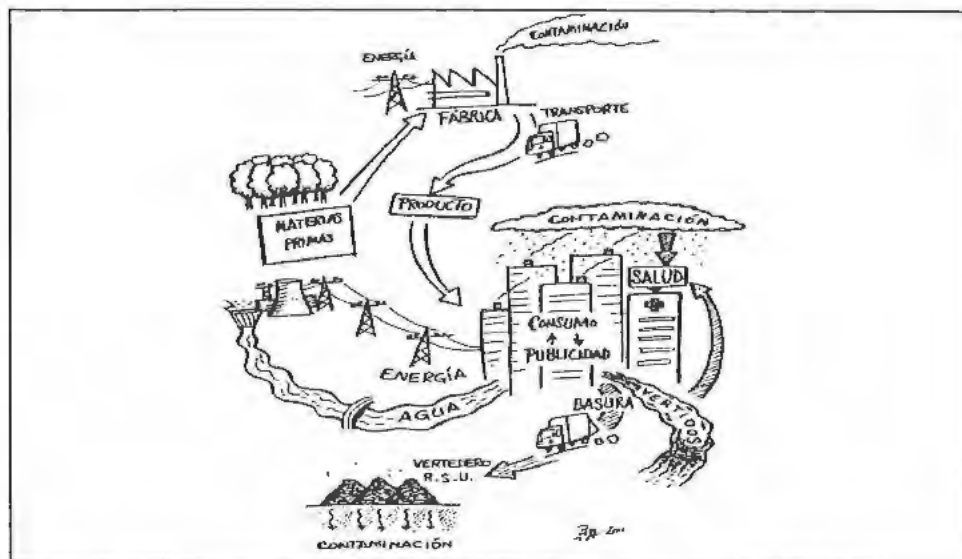 CONTAMINACIÓN
ENERGÍA
FÁBRICA
TRANSPORTE
PRODUCTO
MATERIAS
PRIMAS
CONTAMINACIÓN
SALUD
CONSUMO
PUBLICIDAD
ENERGÍA
AGUA
BASURA
VERTIDOS
VERTEDERO
R.S.U.
CONTAMINACIÓN